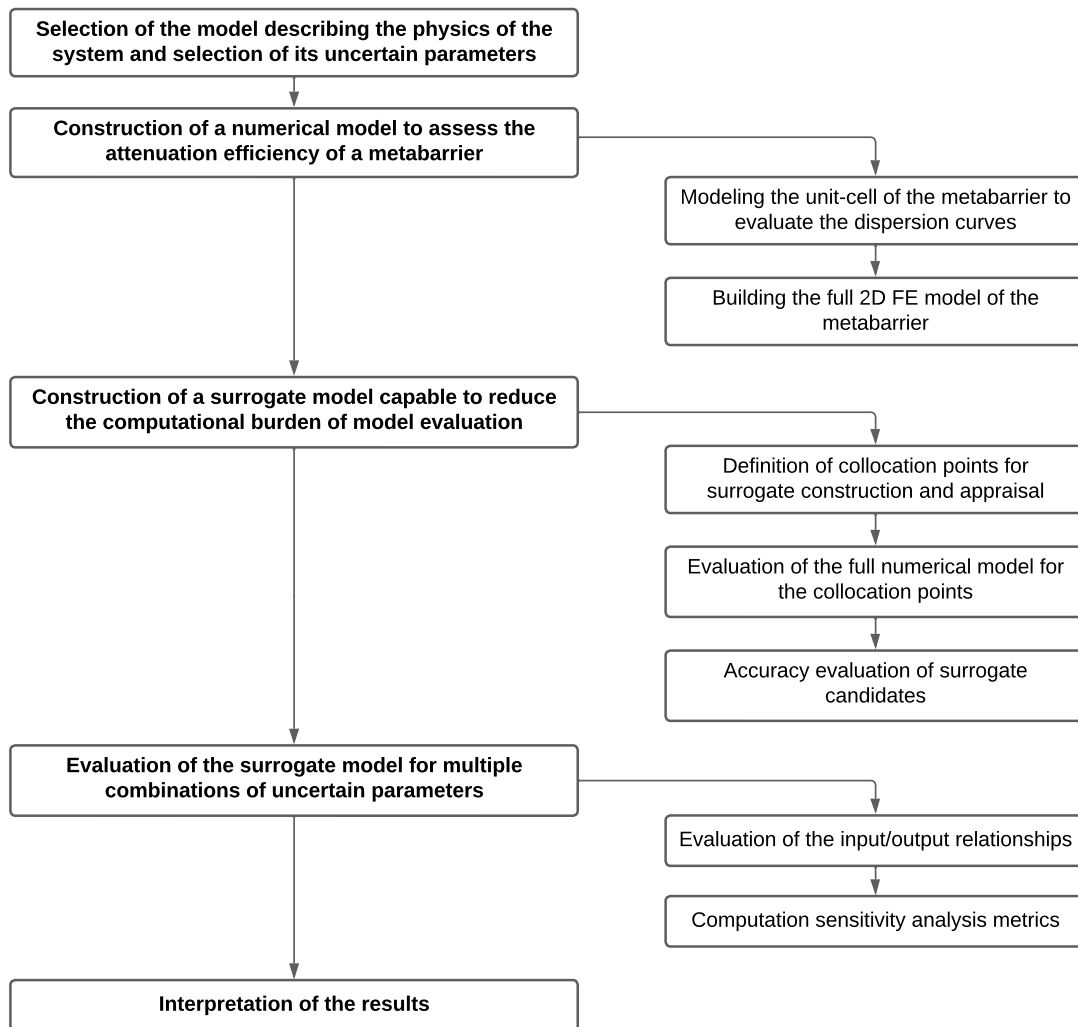 Selection of the model describing the physics of the
system and selection of its uncertain parameters
Construction of a numerical model to assess the
attenuation efficiency of a metabarrier
Modeling the unit-cell of the metabarrier to
evaluate the dispersion curves
Building the full 2D FE model of the
metabarrier
Construction of a surrogate model capable to reduce
the computational burden of model evaluation
Definition of collocation points for
surrogate construction and appraisal
Evaluation of the full numerical model for
the collocation points
Accuracy evaluation of surrogate
candidates
Evaluation of the surrogate model for multiple
combinations of uncertain parameters
Evaluation of the input/output relationships
Computation sensitivity analysis metrics
Interpretation of the results